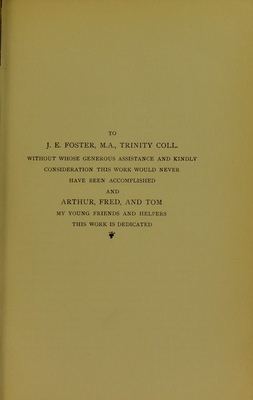 TO
J. E. FOSTER, M.A., TRINITY COLL.
WITHOUT WHOSE GENEROUS ASSISTANCE AND KINDLY
CONSIDERATION THIS WORK WOULD NEVER
HAVE BEEN ACCOMPLISHED
AND
ARTHUR, FRED, AND TOM
MY YOUNG FRIENDS AND HELPERS
THIS WORK IS DEDICATED